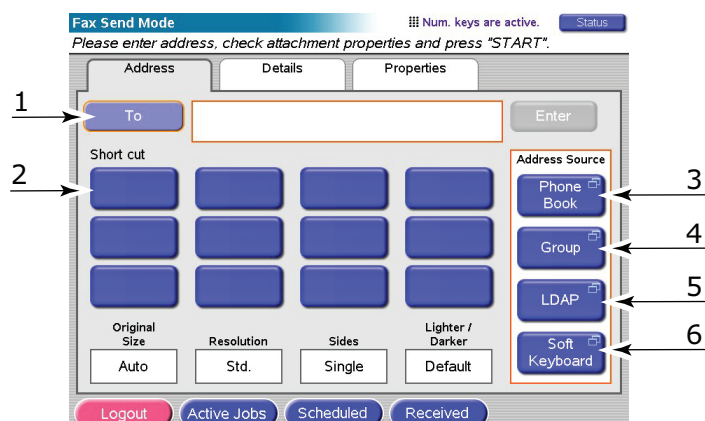 Fax Send Mode
Num. keys are active.
Status
Please enter address, check attachment properties and press "START".
Address
Details
Properties
1
To
Enter
Short cut
Address Source
2
Phone
Book
3
Group
4
LDAP
5
Soft
Keyboard
6
Original
Size
Resolution
Sides
Lighter /
Darker
Auto
Std.
Single
Default
Logout
Active Jobs
Scheduled
Received